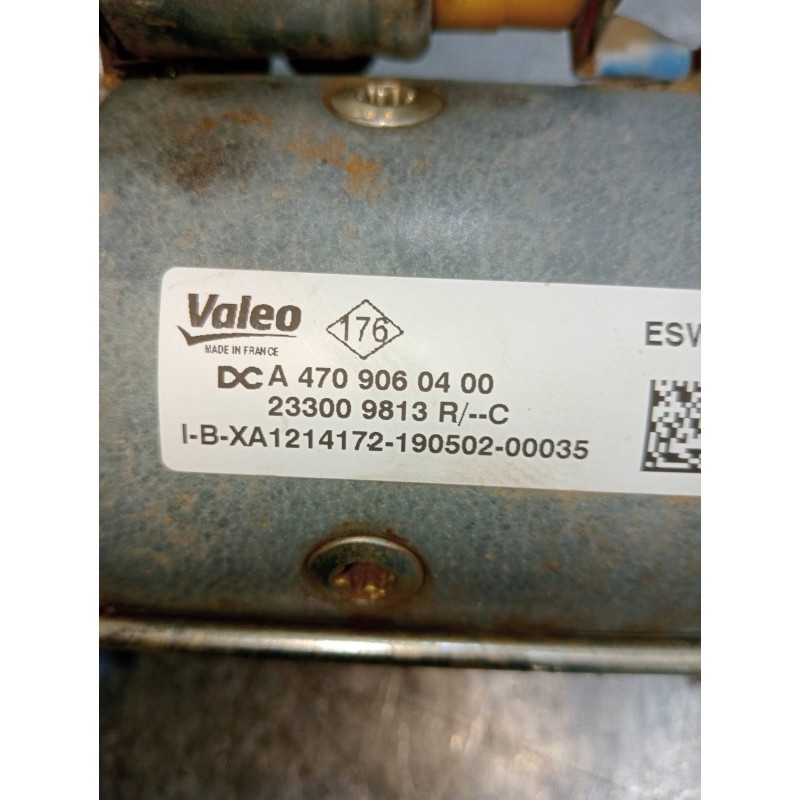 Valeo
176
ESW
MADE IN FRANCE
DC A 470 906 04 00
23300 9813 R/--C
I-B-XA1214172-190502-00035